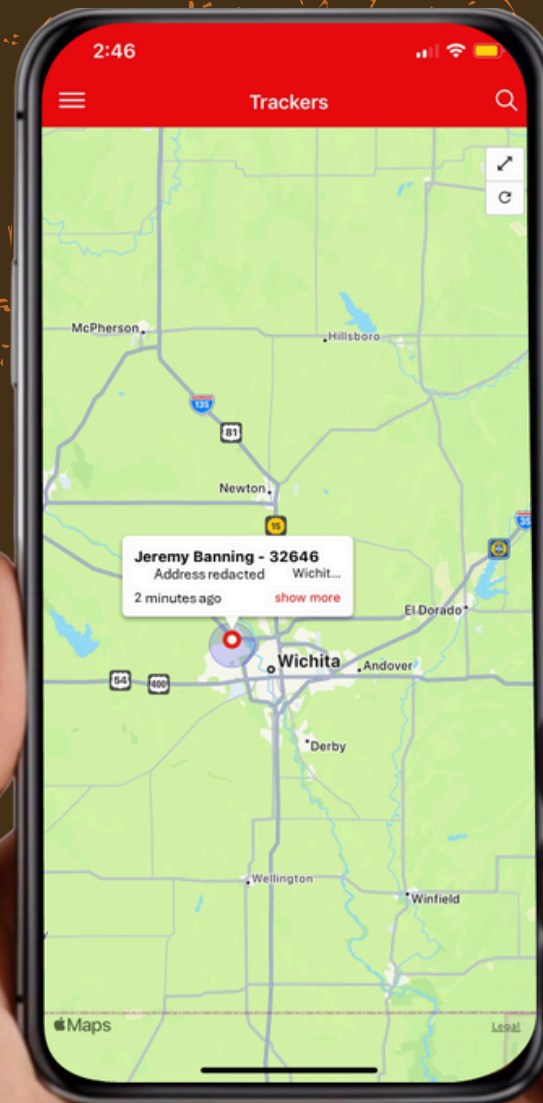 2:46
Trackers
McPherson
Hillsboro
135
81
Newton
15
35
Jeremy Banning - 32646
Address redacted Wichit...
2 minutes ago show more
El Dorado
Wichita
Andover
54
400
Derby
Wellington
Winfield
Maps
Legal